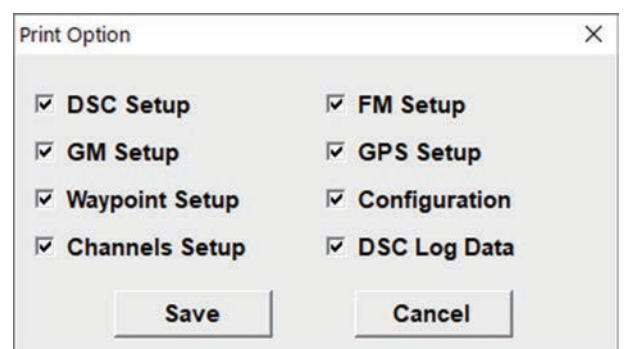 Print Option
DSC Setup FM Setup
GM Setup GPS Setup
Waypoint Setup Configuration
Channels Setup DSC Log Data
Save Cancel